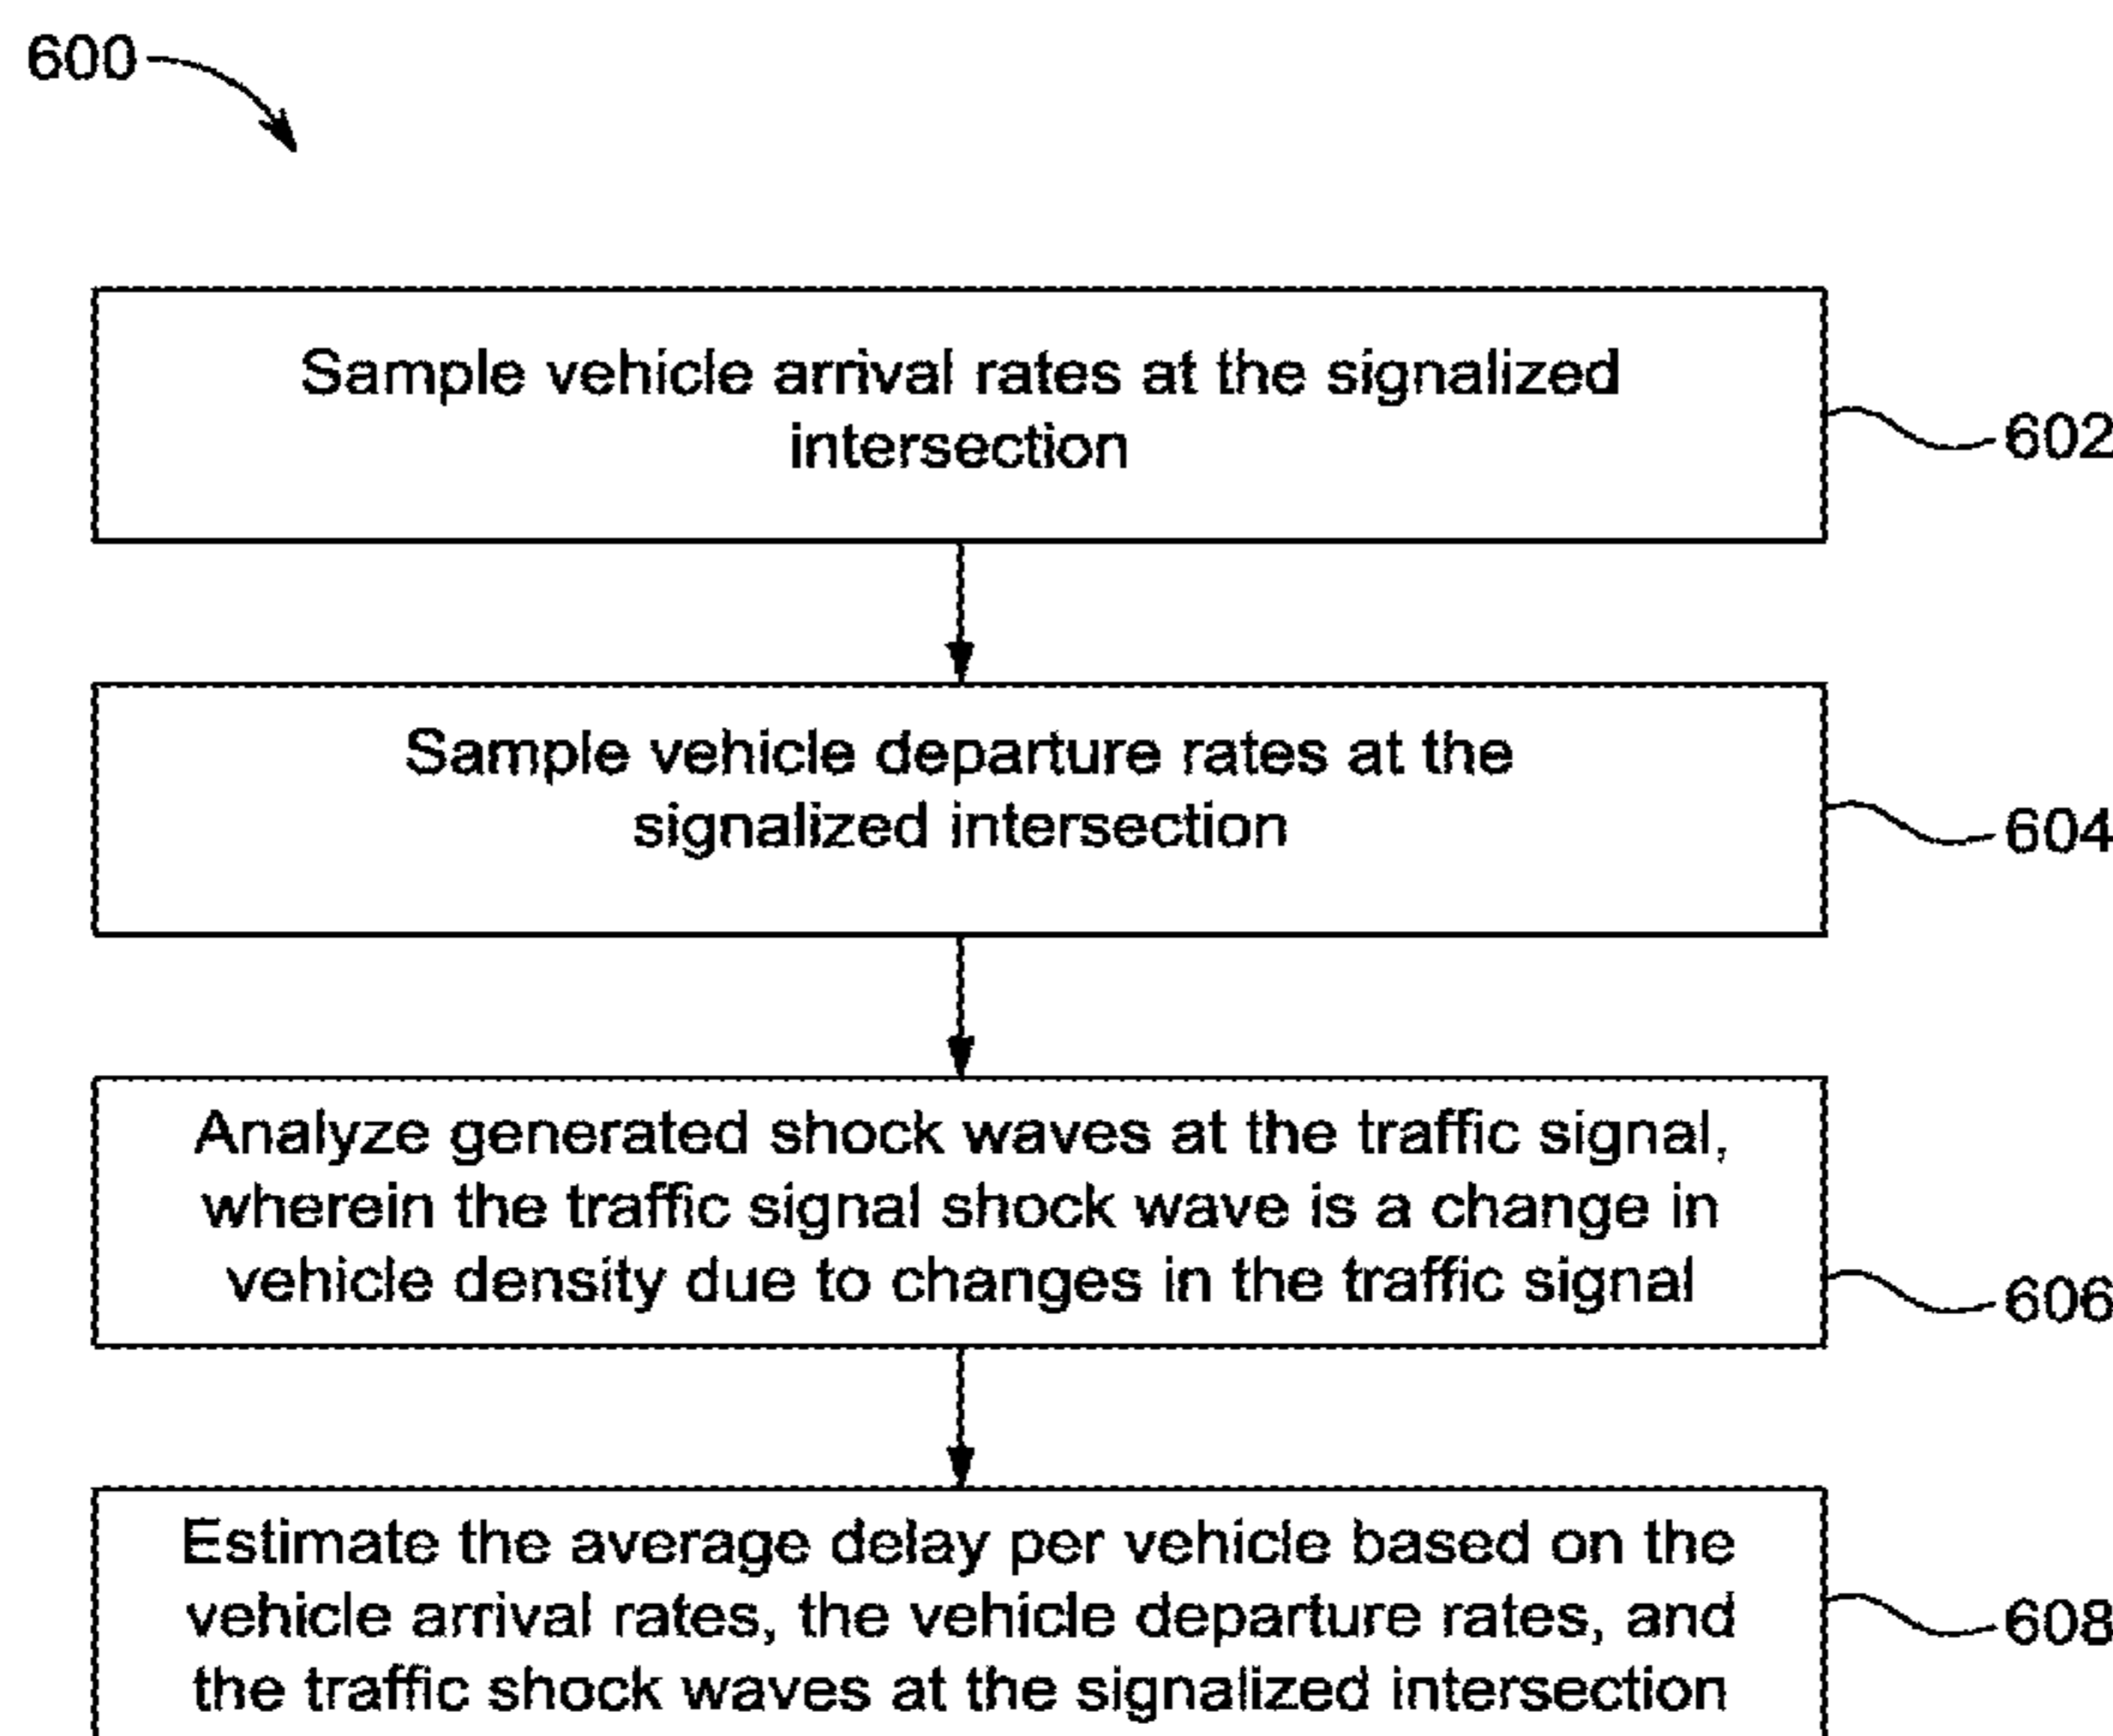 600
Sample vehicle arrival rates at the signalized
intersection
602
Sample vehicle departure rates at the
signalized intersection
604
Analyze generated shock waves at the traffic signal,
wherein the traffic signal shock wave is a change in
vehicle density due to changes in the traffic signal
606
Estimate the average delay per vehicle based on the
vehicle arrival rates, the vehicle departure rates, and
the traffic shock waves at the signalized intersection
608